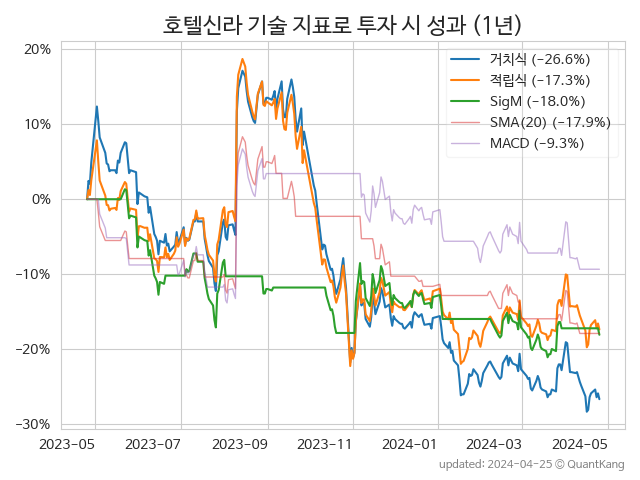 호텔신라 기술 지표로 투자 시 성과 (1년)
20%
10%
0%
−10%
−20%
−30%
거치식 (−26.6%)
적립식 (−17.3%)
SigM (−18.0%)
SMA(20) (−17.9%)
MACD (−9.3%)
2023-05
2023-07
2023-09
2023-11
2024-01
2024-03
2024-05
updated: 2024-04-25 © QuantKang